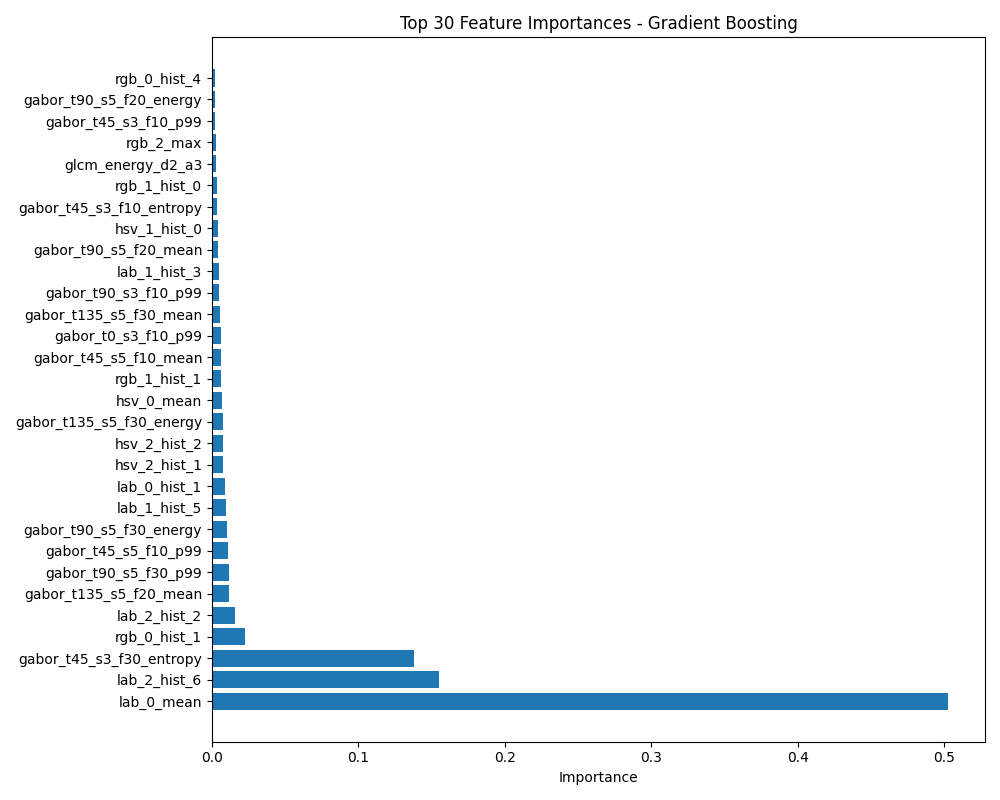 Top 30 Feature Importances - Gradient Boosting
rgb_0_hist_4
gabor_t90_s5_f20_energy
gabor_t45_s3_f10_p99
rgb_2_max
glcm_energy_d2_a3
rgb_1_hist_0
gabor_t45_s3_f10_entropy
hsv_1_hist_0
gabor_t90_s5_f20_mean
lab_1_hist_3
gabor_t90_s3_f10_p99
gabor_t135_s5_f30_mean
gabor_t0_s3_f10_p99
gabor_t45_s5_f10_mean
rgb_1_hist_1
hsv_0_mean
gabor_t135_s5_f30_energy
hsv_2_hist_2
hsv_2_hist_1
lab_0_hist_1
lab_1_hist_5
gabor_t90_s5_f30_energy
gabor_t45_s5_f10_p99
gabor_t90_s5_f30_p99
gabor_t135_s5_f20_mean
lab_2_hist_2
rgb_0_hist_1
gabor_t45_s3_f30_entropy
lab_2_hist_6
lab_0_mean
0.0 0.1 0.2 0.3 0.4 0.5
Importance